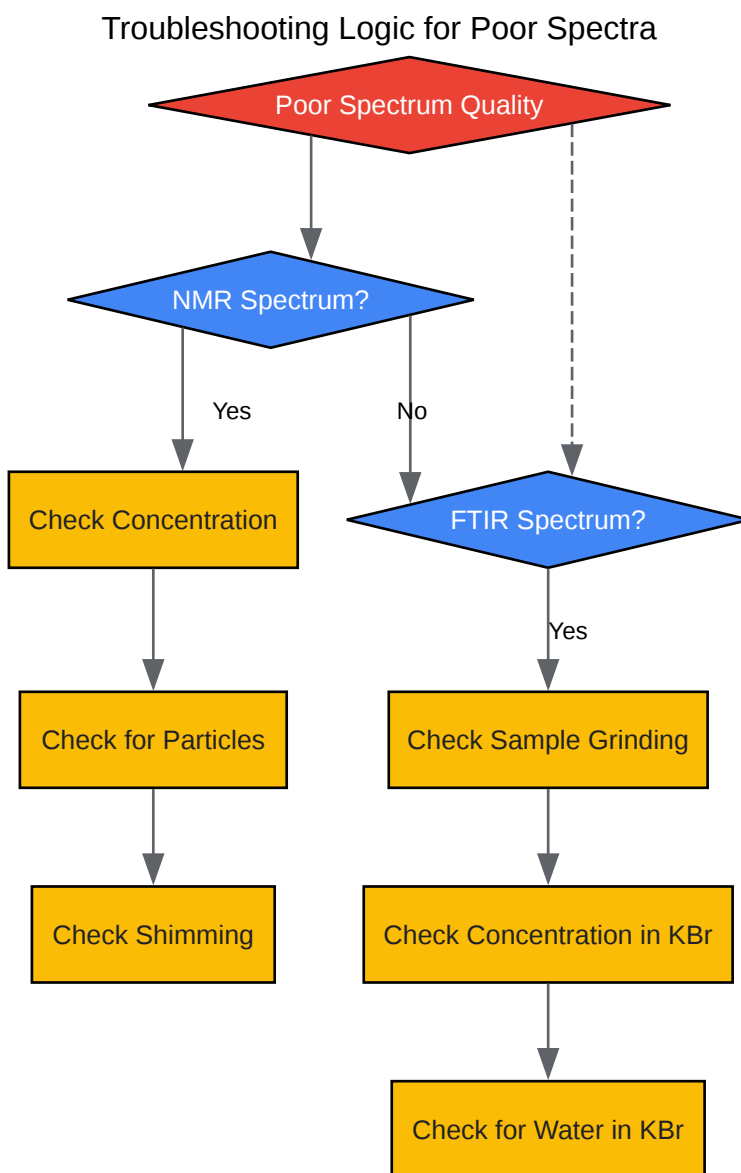 Troubleshooting Logic for Poor Spectra
Poor Spectrum Quality
NMR Spectrum?
Yes
No
Check Concentration
FTIR Spectrum?
Yes
Check for Particles
Check Sample Grinding
Check Shimming
Check Concentration in KBr
Check for Water in KBr